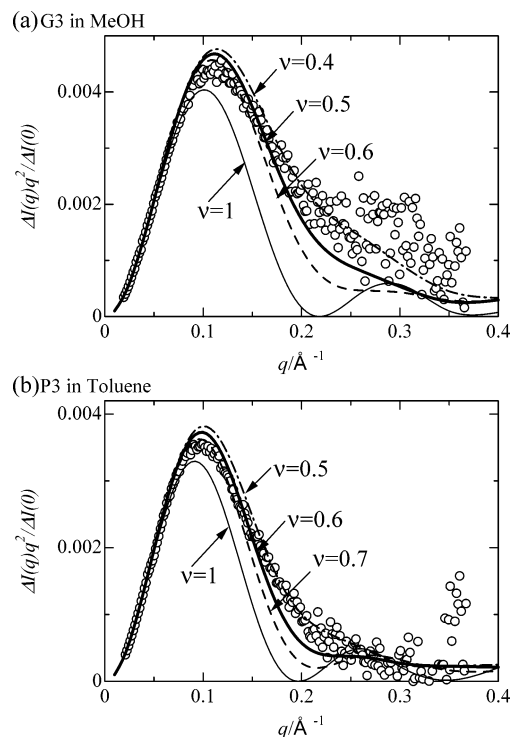 (a) G3 in MeOH
ΔI(q)q²/ΔI(0)
0.004
0.002
0
ν=0.4
ν=0.5
ν=0.6
ν=1
0 0.1 0.2 0.3 0.4
q/Å⁻¹
(b) P3 in Toluene
ΔI(q)q²/ΔI(0)
0.004
0.002
0
ν=0.5
ν=0.6
ν=0.7
ν=1
0 0.1 0.2 0.3 0.4
q/Å⁻¹